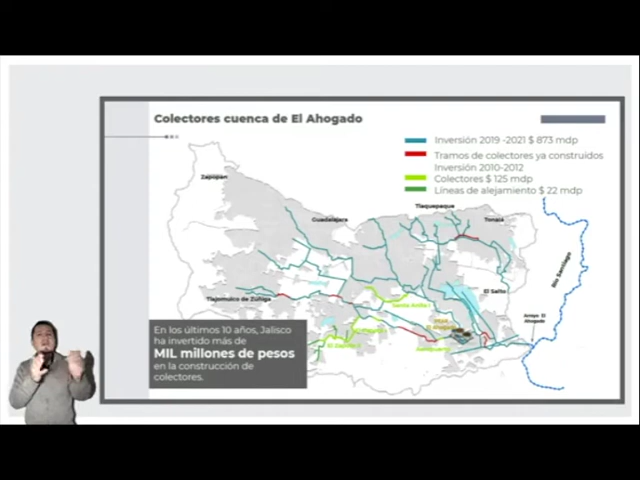 Colectores cuenca de El Ahogado
Inversión 2019 -2021 $ 873 mdp
Tramos de colectores ya construidos
Inversión 2010-2012
Colectores $ 125 mdp
Líneas de alejamiento $ 22 mdp
Zapopan
Guadalajara
Tlaquepaque
Tonalá
Río Santiago
El Salto
Tlajomulco de Zúñiga
Santa Anita I
Arroyo El
Ahogado
En los últimos 10 años, Jalisco
ha invertido más de
MIL millones de pesos
en la construcción de
colectores.